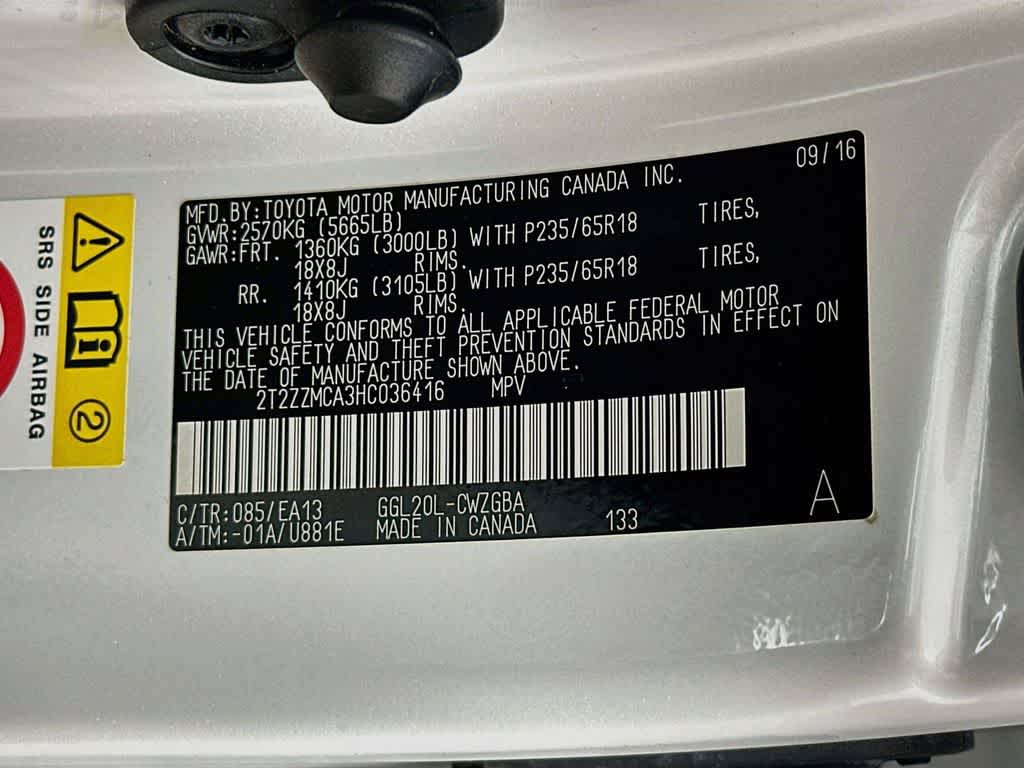 09/16
MFD.BY:TOYOTA MOTOR MANUFACTURING CANADA INC.
GVWR:2570KG (5665LB)
GAWR:FRT. 1360KG (3000LB) WITH P235/65R18 TIRES,
18X8J RIMS.
RR. 1410KG (3105LB) WITH P235/65R18 TIRES,
18X8J RIMS.
THIS VEHICLE CONFORMS TO ALL APPLICABLE FEDERAL MOTOR
VEHICLE SAFETY AND THEFT PREVENTION STANDARDS IN EFFECT ON
THE DATE OF MANUFACTURE SHOWN ABOVE.
2T2ZZMCA3HC036416 MPV
C/TR:085/EA13 GGL20L-CWZGBA
A/TM:-01A/U881E MADE IN CANADA 133
A
SRS SIDE AIRBAG
2